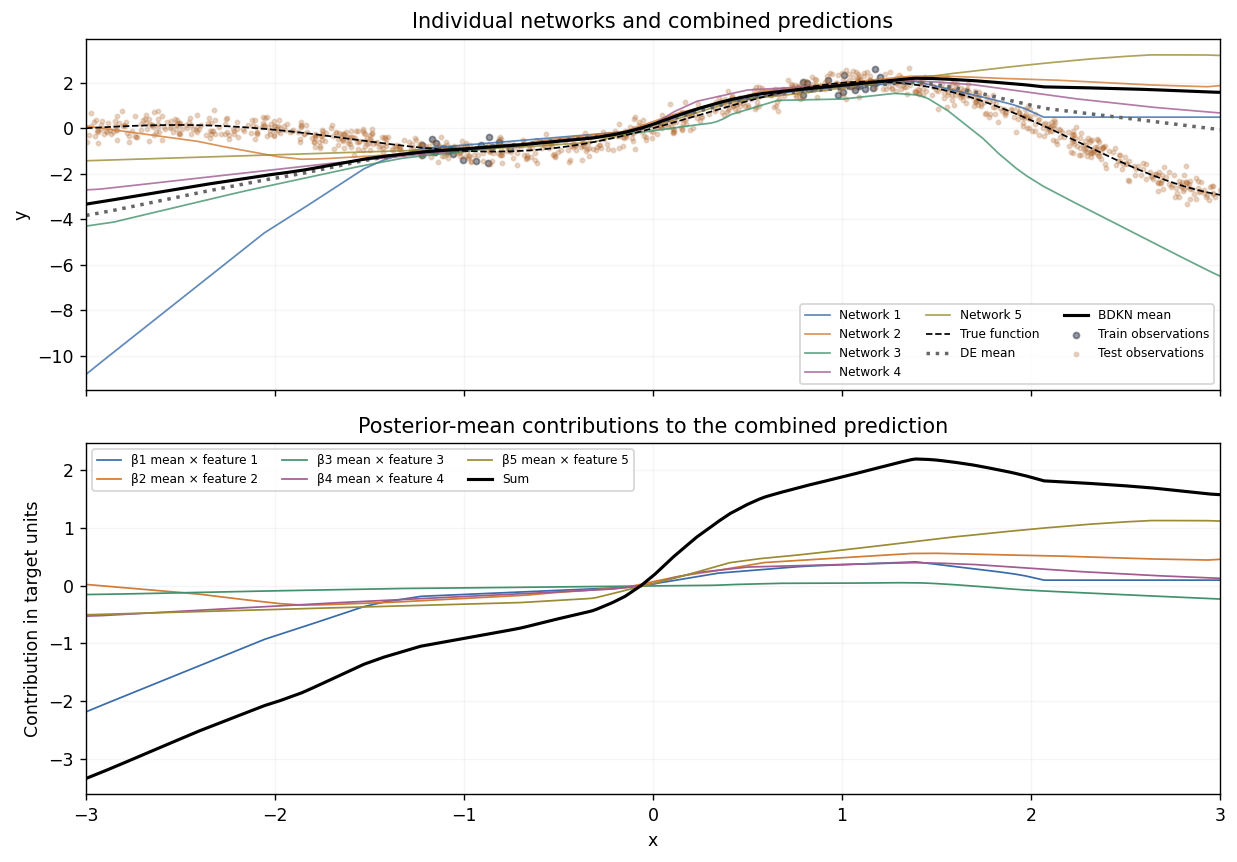 Individual networks and combined predictions
y
2
0
−2
−4
−6
−8
−10
Network 1
Network 2
Network 3
Network 4
Network 5
True function
DE mean
BDKN mean
Train observations
Test observations
Posterior-mean contributions to the combined prediction
Contribution in target units
2
1
0
−1
−2
−3
β1 mean × feature 1
β2 mean × feature 2
β3 mean × feature 3
β4 mean × feature 4
β5 mean × feature 5
Sum
−3 −2 −1 0 1 2 3
x